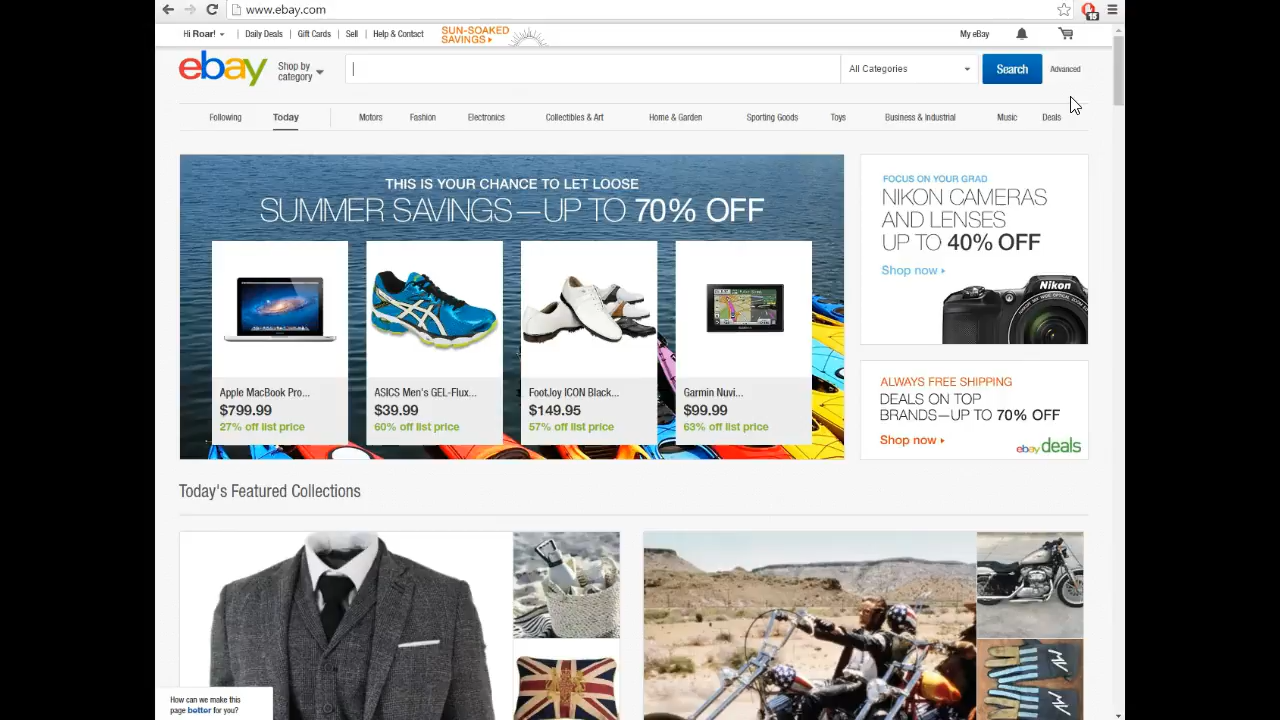 www.ebay.com
15
Hi Roar!
Daily Deals
Gift Cards
Sell
Help & Contact
SUN-SOAKED
SAVINGS
My eBay
ebay
Shop by
category
All Categories
Search
Advanced
Following
Today
Motors
Fashion
Electronics
Collectibles & Art
Home & Garden
Sporting Goods
Toys
Business & Industrial
Music
Deals
THIS IS YOUR CHANCE TO LET LOOSE
SUMMER SAVINGS—UP TO 70% OFF
Apple MacBook Pro...
$799.99
27% off list price
ASICS Men's GEL-Flux...
$39.99
60% off list price
FootJoy ICON Black...
$149.95
57% off list price
Garmin Nuvi...
$99.99
63% off list price
FOCUS ON YOUR GRAD
NIKON CAMERAS
AND LENSES
UP TO 40% OFF
Shop now
Nikon
ALWAYS FREE SHIPPING
DEALS ON TOP
BRANDS—UP TO 70% OFF
Shop now
ebay deals
Today's Featured Collections
How can we make this
page better for you?